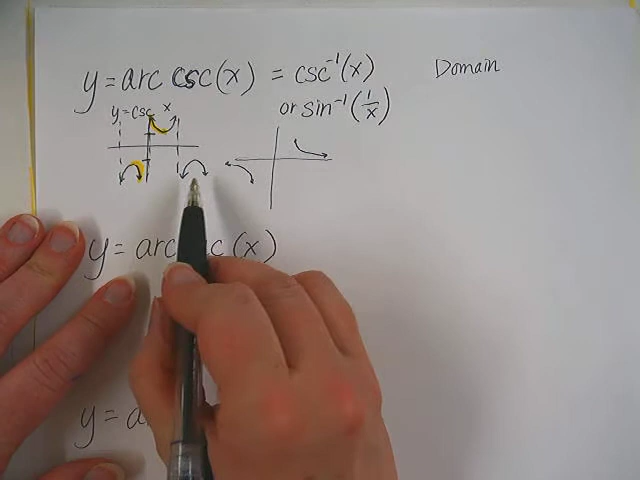 y = arc csc(x) = csc⁻¹(x) Domain
or sin⁻¹(1/x)
y = csc x
y = arc c(x)
y = a